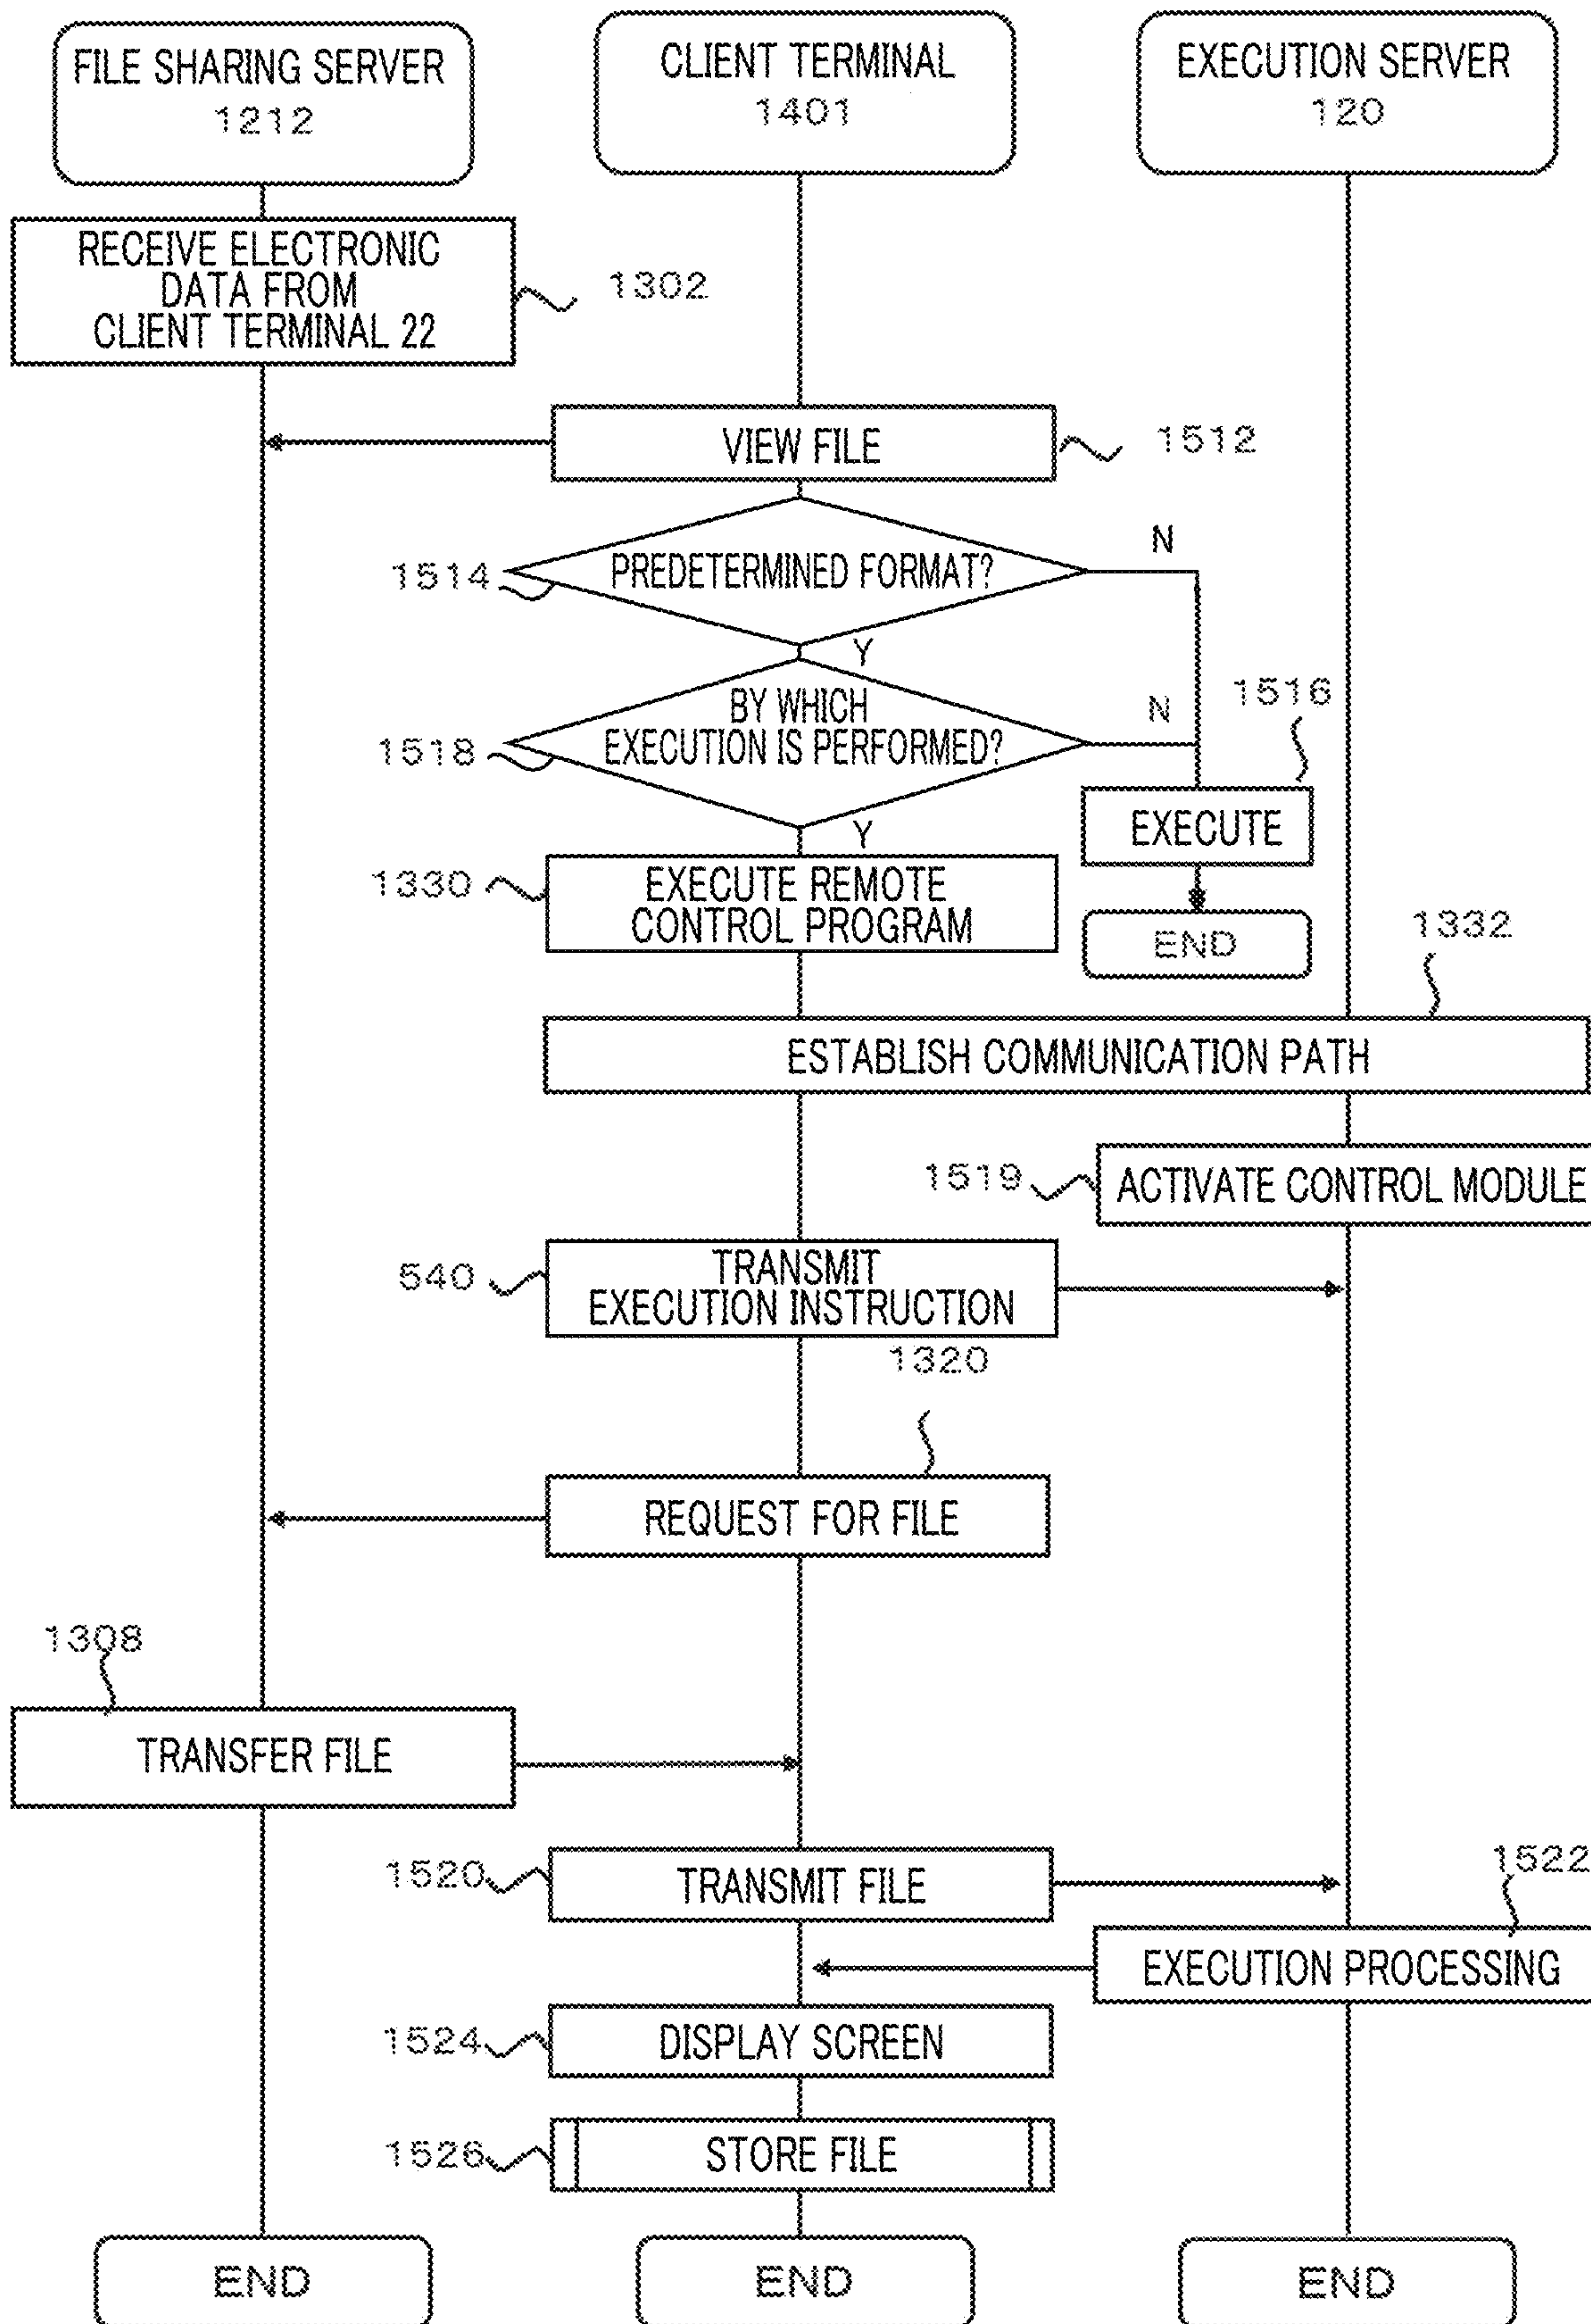 FILE SHARING SERVER
1212
CLIENT TERMINAL
1401
EXECUTION SERVER
120
RECEIVE ELECTRONIC
DATA FROM
CLIENT TERMINAL 22
1302
VIEW FILE
1512
PREDETERMINED FORMAT?
1514
N
Y
BY WHICH
EXECUTION IS PERFORMED?
1518
N
1516
EXECUTE
END
Y
1330
EXECUTE REMOTE
CONTROL PROGRAM
1332
ESTABLISH COMMUNICATION PATH
1519
ACTIVATE CONTROL MODULE
540
TRANSMIT
EXECUTION INSTRUCTION
1320
REQUEST FOR FILE
1308
TRANSFER FILE
1520
TRANSMIT FILE
1522
EXECUTION PROCESSING
1524
DISPLAY SCREEN
1526
STORE FILE
END
END
END